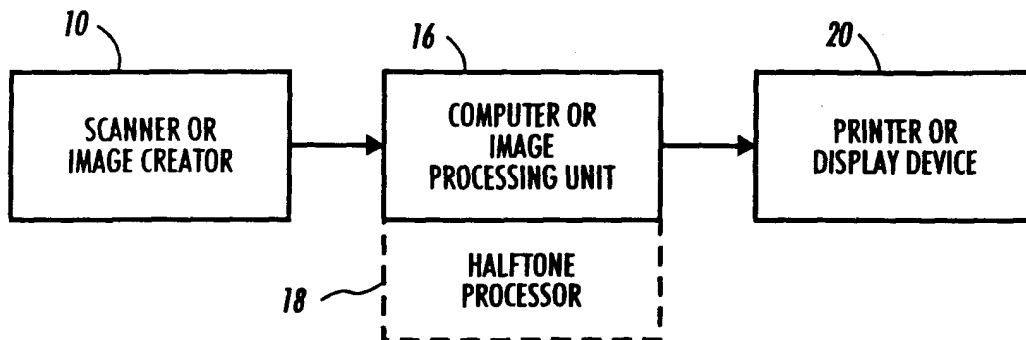 10
SCANNER OR
IMAGE CREATOR
16
COMPUTER OR
IMAGE
PROCESSING UNIT
20
PRINTER OR
DISPLAY DEVICE
18
HALFTONE
PROCESSOR